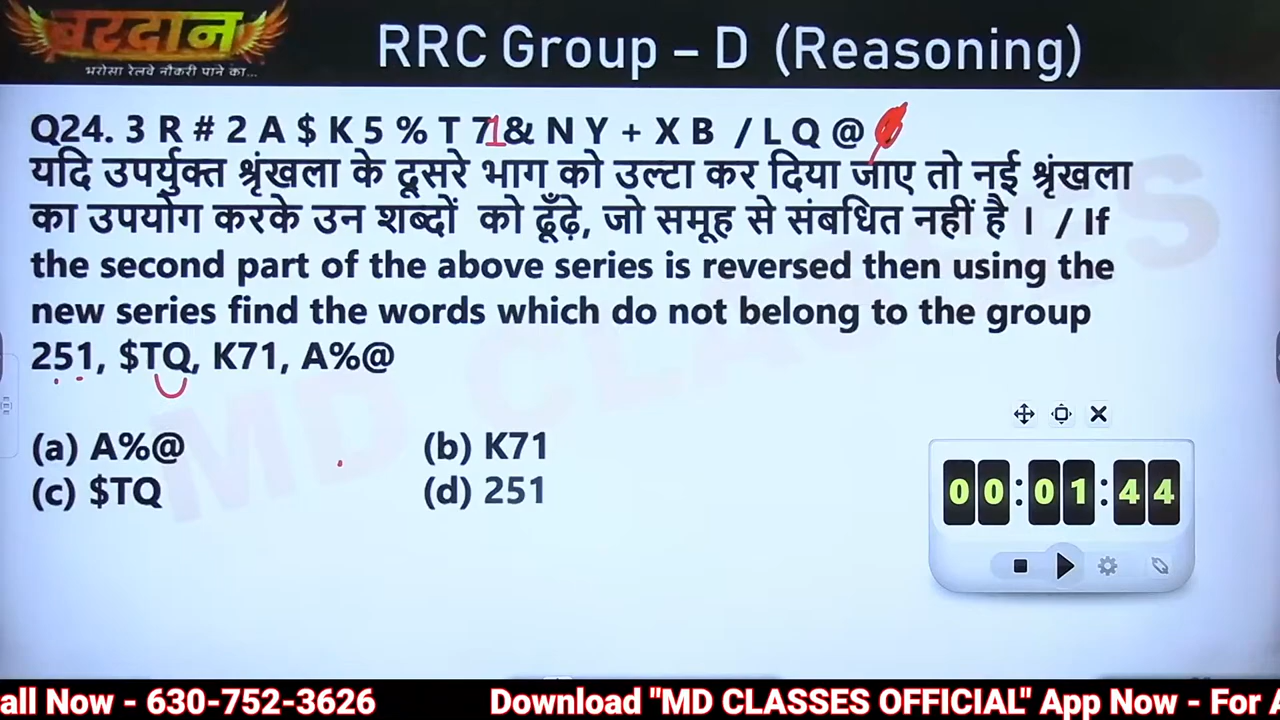 बरदान
भरोसा रेलवे नौकरी पाने का...
RRC Group – D (Reasoning)
Q24. 3 R # 2 A $ K 5 % T 7 1 & N Y + X B / L Q @
यदि उपर्युक्त श्रृंखला के दूसरे भाग को उल्टा कर दिया जाए तो नई श्रृंखला
का उपयोग करके उन शब्दों को ढूँढ़े, जो समूह से संबधित नहीं है । / If
the second part of the above series is reversed then using the
new series find the words which do not belong to the group
251, $TQ, K71, A%@
(a) A%@ (b) K71
(c) $TQ (d) 251
MD CLASSES
00:01:44
all Now - 630-752-3626 Download "MD CLASSES OFFICIAL" App Now - For A